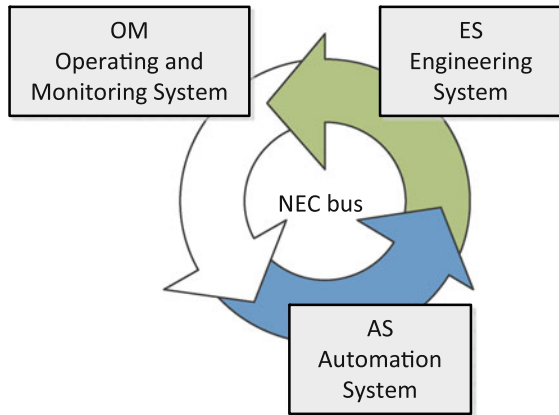 OM
Operating and
Monitoring System
ES
Engineering
System
NEC bus
AS
Automation
System